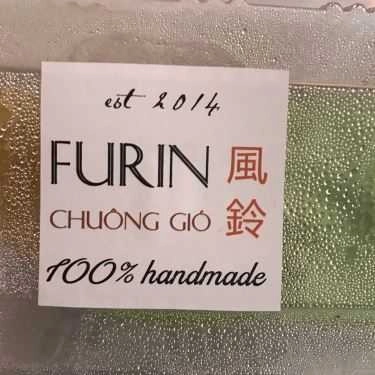 est 2014
FURIN 風鈴
CHUÔNG GIÓ
100% handmade